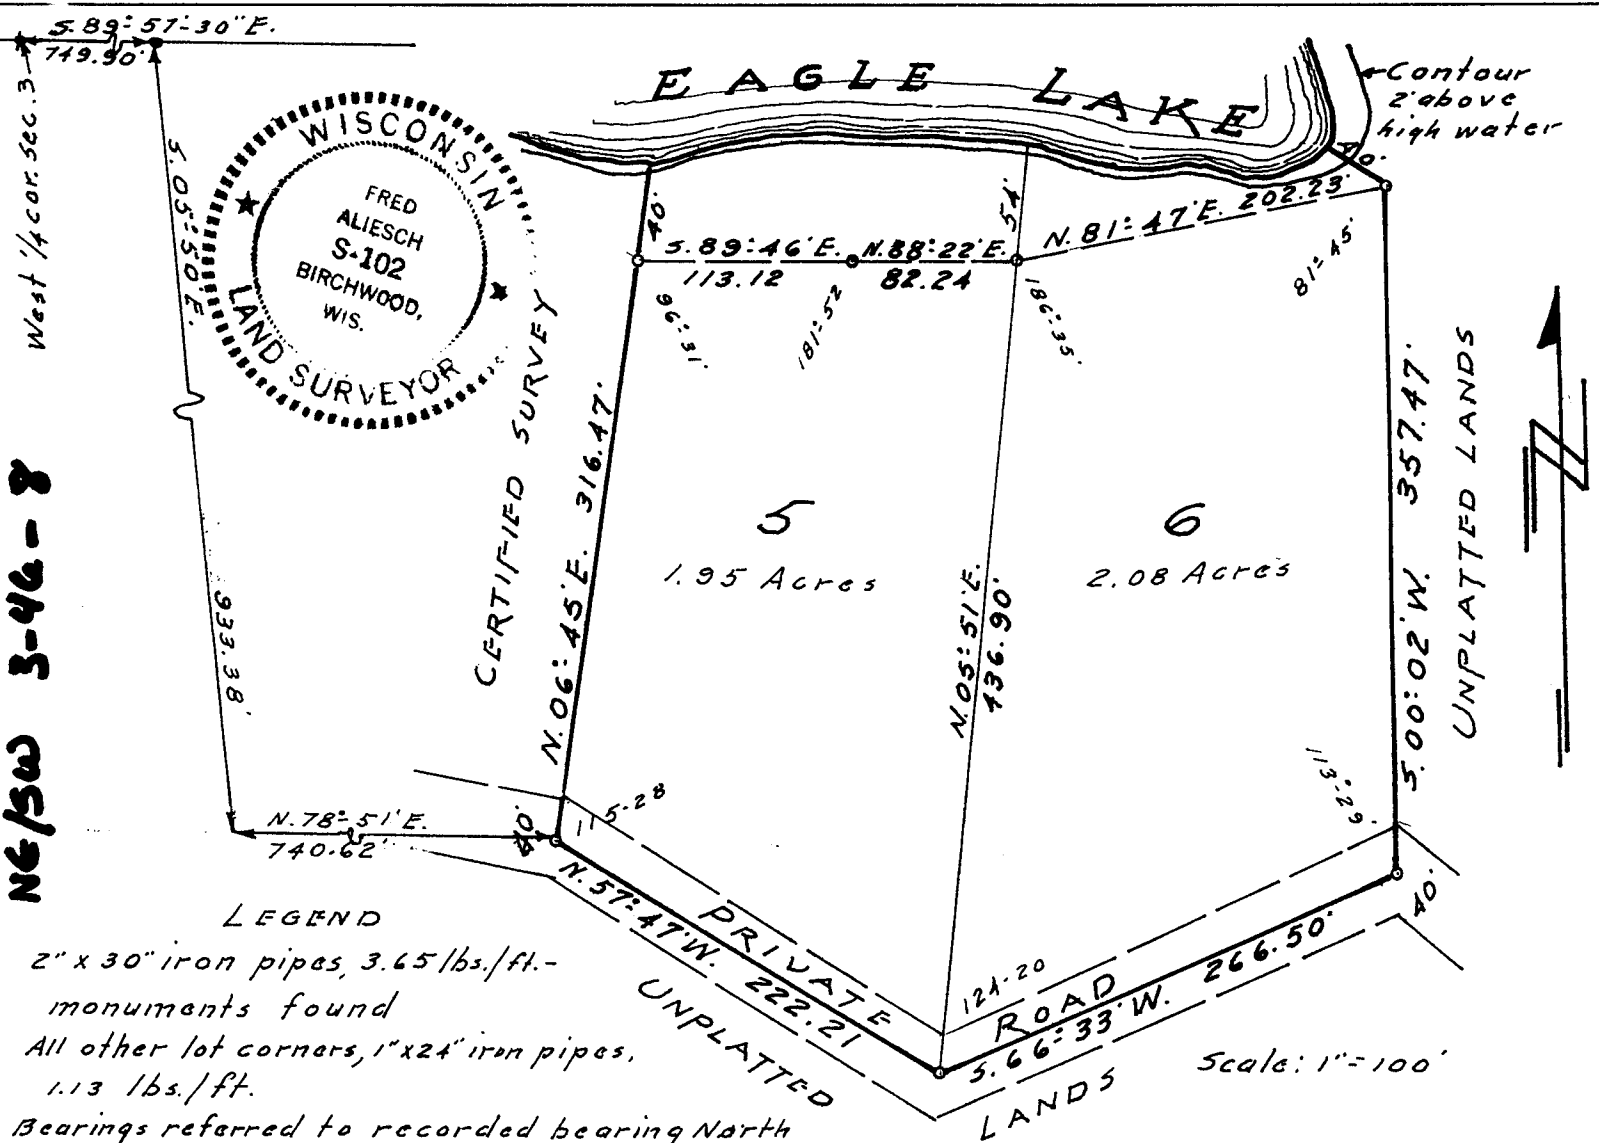 S.89°-57'-30"E.
749.90'
West 1/4 cor. sec. 3
S.05°-50'E.
933.38'
WISCONSIN
LAND SURVEYOR
FRED
ALIESCH
S-102
BIRCHWOOD,
WIS.
EAGLE LAKE
Contour
2' above
high water
40'
40'
54'
S.89°-46'E.
113.12
N.88°-22'E.
82.24
N.81°-47'E. 202.23'
96°-31'
181°-52
186°-35'
81°-45'
CERTIFIED SURVEY
N.06°-45'E. 316.47'
5
1.95 Acres
N.05°-51'E.
436.90'
6
2.08 Acres
S.00°-02'W. 357.47'
UNPLATTED LANDS
N
NE/SW 3-46-8
N.78°-51'E.
740.62'
40'
115-28
113°-29'
124-20
PRIVATE ROAD
N.57°-47'W. 222.21
S.66°-33'W. 266.50'
40'
UNPLATTED LANDS
Scale: 1"=100'
LEGEND
2" x 30" iron pipes, 3.65 lbs./ft.-
monuments found
All other lot corners, 1"x24" iron pipes,
1.13 lbs./ft.
Bearings referred to recorded bearing North